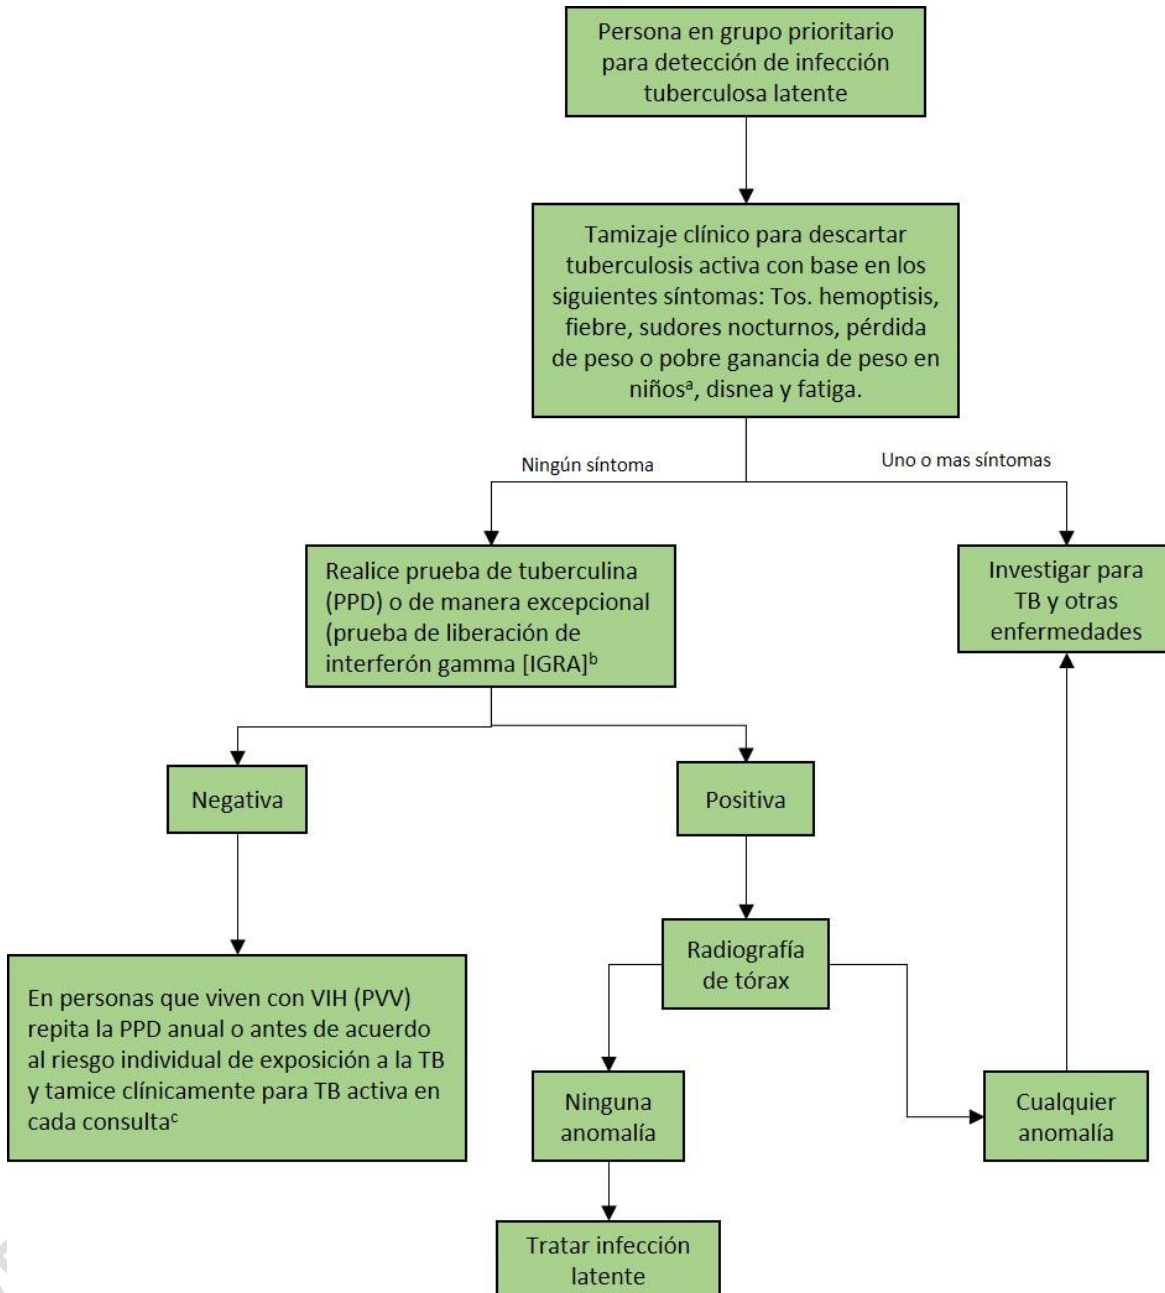 Persona en grupo prioritario
para detección de infección
tuberculosa latente
Tamizaje clínico para descartar
tuberculosis activa con base en los
siguientes síntomas: Tos. hemoptisis,
fiebre, sudores nocturnos, pérdida
de peso o pobre ganancia de peso en
niñosᵃ, disnea y fatiga.
Ningún síntoma
Uno o mas síntomas
Realice prueba de tuberculina
(PPD) o de manera excepcional
(prueba de liberación de
interferón gamma [IGRA]ᵇ
Investigar para
TB y otras
enfermedades
Negativa
Positiva
En personas que viven con VIH (PVV)
repita la PPD anual o antes de acuerdo
al riesgo individual de exposición a la TB
y tamice clínicamente para TB activa en
cada consultaᶜ
Radiografía
de tórax
Ninguna
anomalía
Cualquier
anomalía
Tratar infección
latente